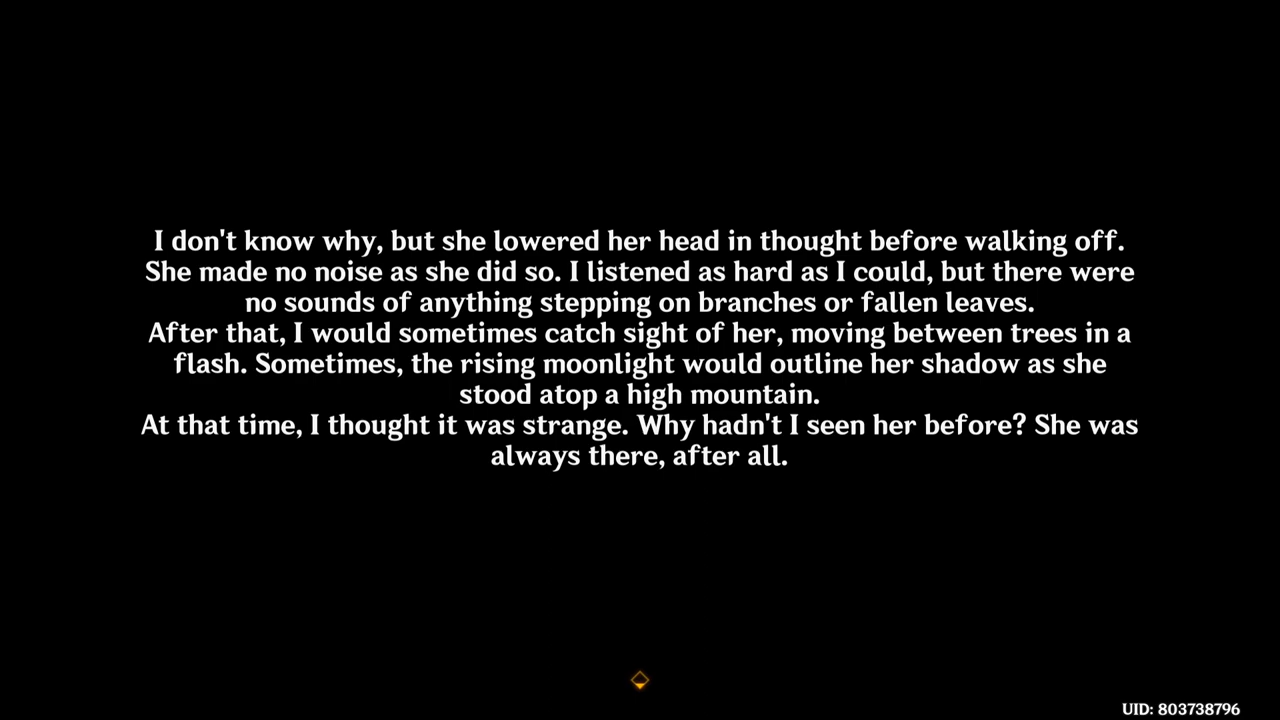 I don't know why, but she lowered her head in thought before walking off.
She made no noise as she did so. I listened as hard as I could, but there were
no sounds of anything stepping on branches or fallen leaves.
After that, I would sometimes catch sight of her, moving between trees in a
flash. Sometimes, the rising moonlight would outline her shadow as she
stood atop a high mountain.
At that time, I thought it was strange. Why hadn't I seen her before? She was
always there, after all.
UID: 803738796